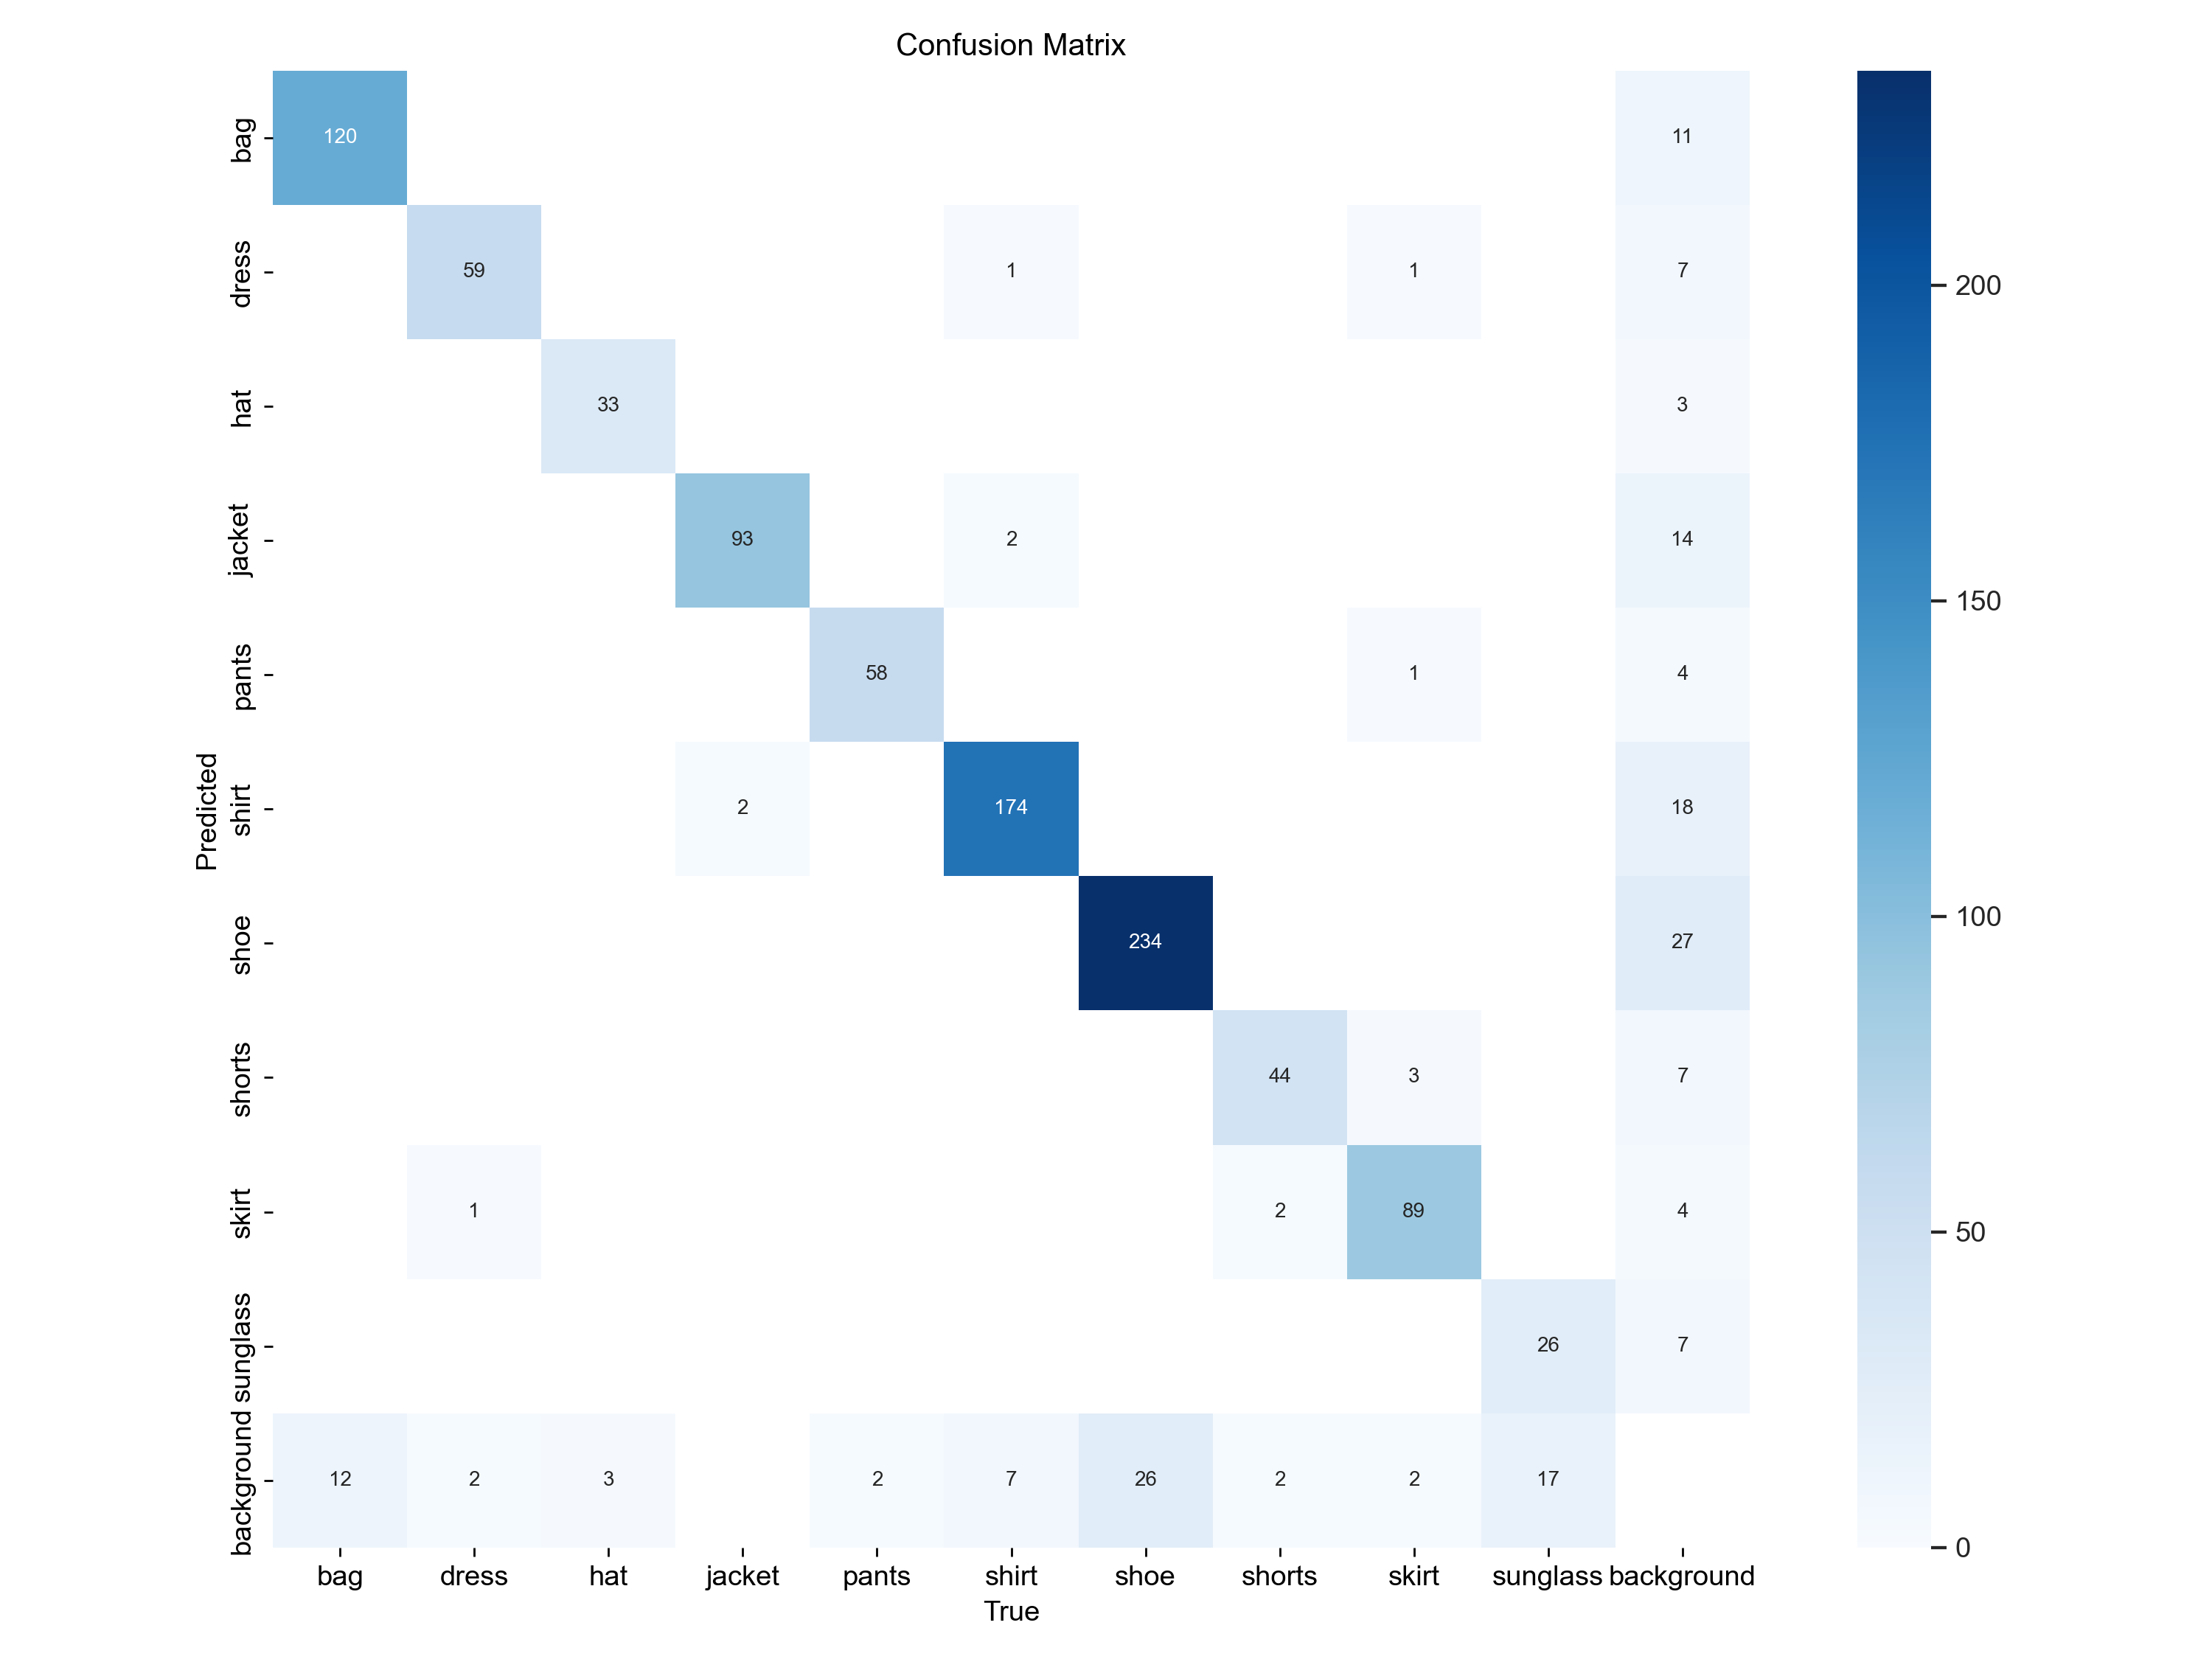 Confusion Matrix
bag 120 11
dress 59 1 1 7
hat 33 3
jacket 93 2 14
200
150
pants 58 1 4
Predicted
shirt 2 174 18
shoe 234 27
100
shorts 44 3 7
skirt 1 2 89 4
50
sunglass 26 7
background 12 2 3 2 7 26 2 2 17
0
bag dress hat jacket pants shirt shoe shorts skirt sunglass background
True